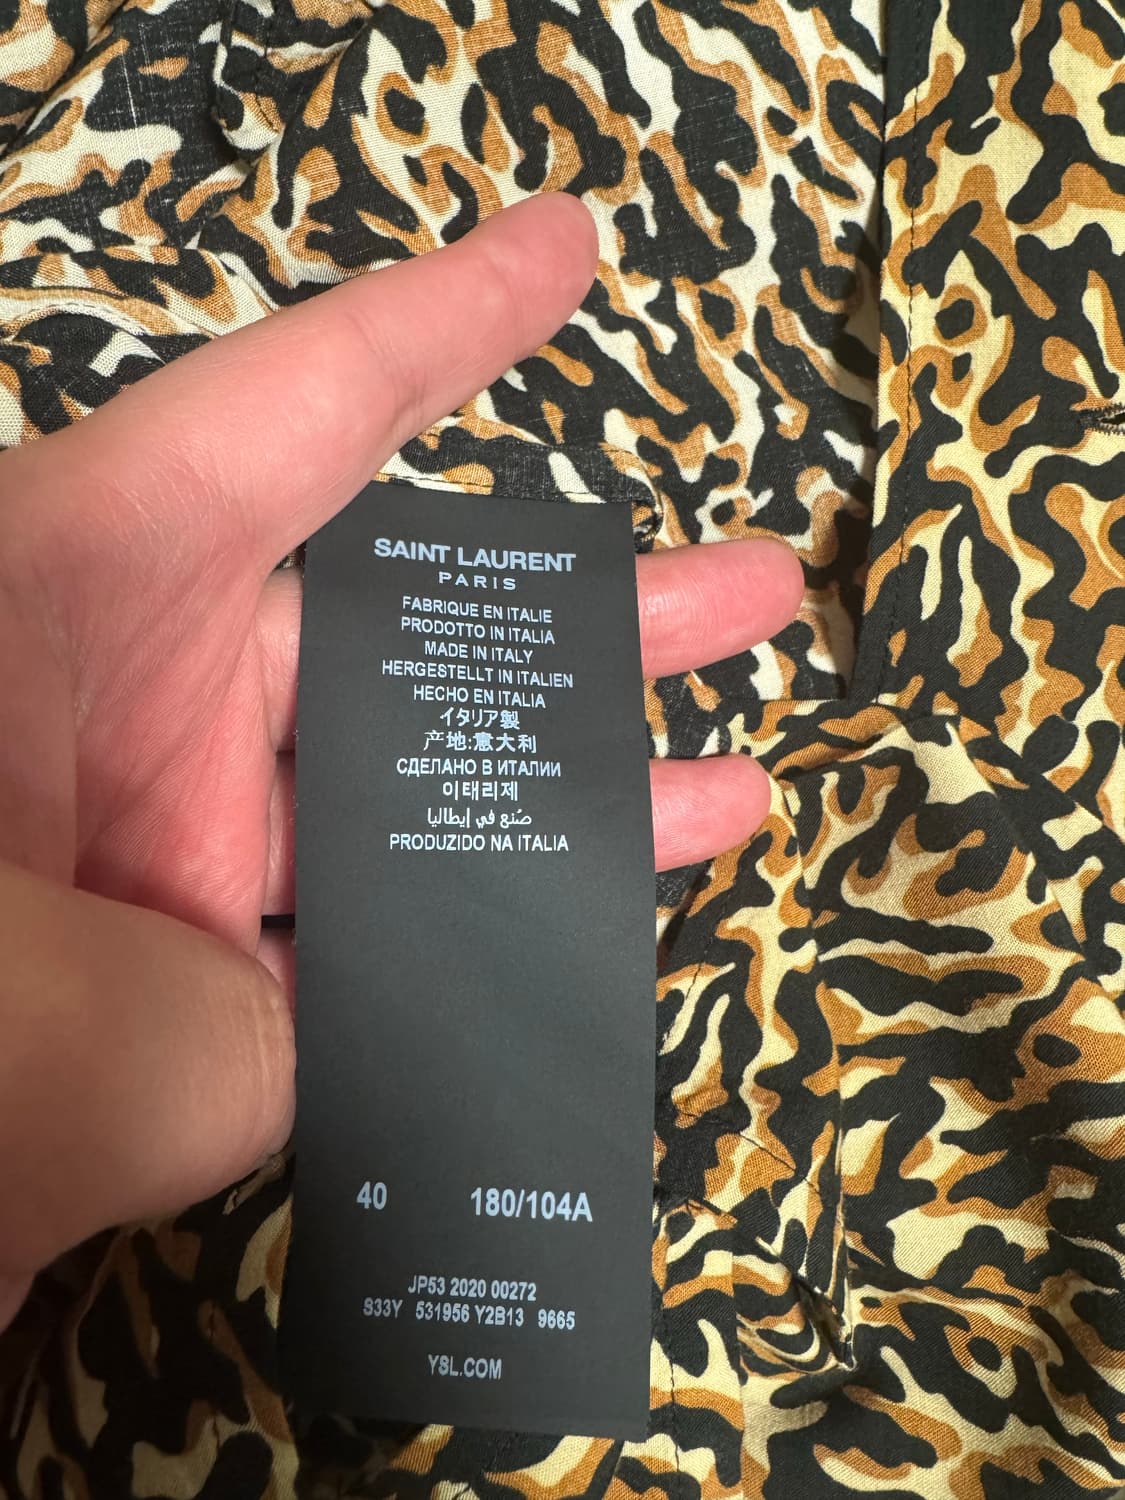 SAINT LAURENT
PARIS
FABRIQUE EN ITALIE
PRODOTTO IN ITALIA
MADE IN ITALY
HERGESTELLT IN ITALIEN
HECHO EN ITALIA
イタリア製
产地:意大利
СДЕЛАНО В ИТАЛИИ
이태리제
صُنع في إيطاليا
PRODUZIDO NA ITALIA
40 180/104A
JP53 2020 00272
S33Y 531956 Y2B13 9665
YSL.COM